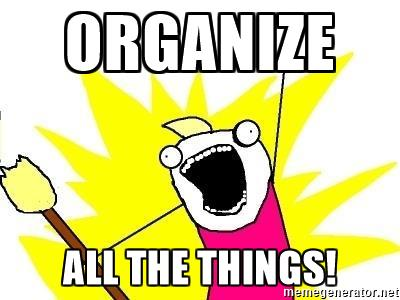 ORGANIZE
ALL THE THINGS!
memegenerator.net